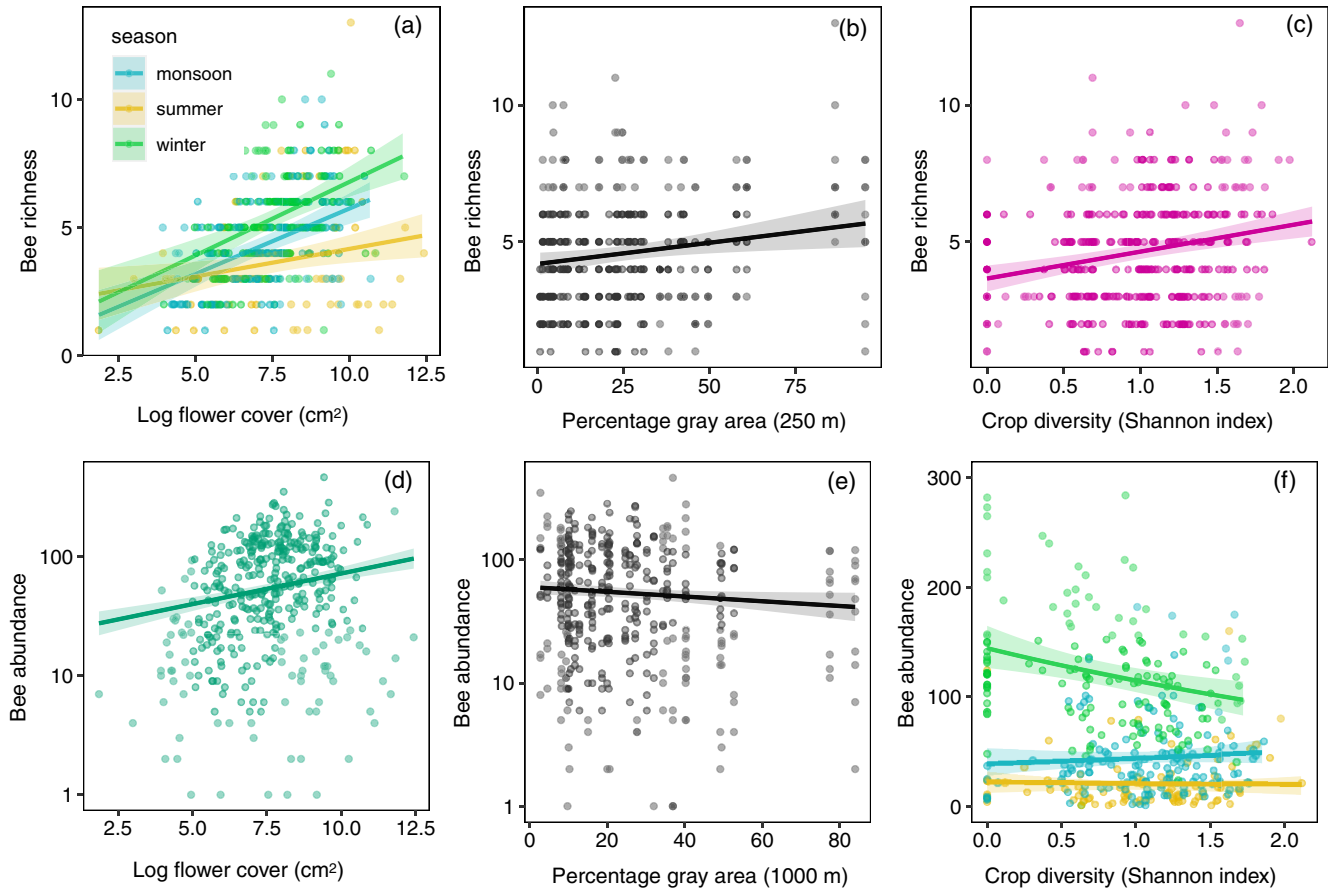 (a)
season
monsoon
summer
winter
10
5
0
Bee richness
2.5 5.0 7.5 10.0 12.5
Log flower cover (cm²)
(b)
10
5
Bee richness
0 25 50 75
Percentage gray area (250 m)
(c)
10
5
Bee richness
0.0 0.5 1.0 1.5 2.0
Crop diversity (Shannon index)
(d)
100
10
1
Bee abundance
2.5 5.0 7.5 10.0 12.5
Log flower cover (cm²)
(e)
100
10
1
Bee abundance
0 20 40 60 80
Percentage gray area (1000 m)
(f)
300
200
100
0
Bee abundance
0.0 0.5 1.0 1.5 2.0
Crop diversity (Shannon index)